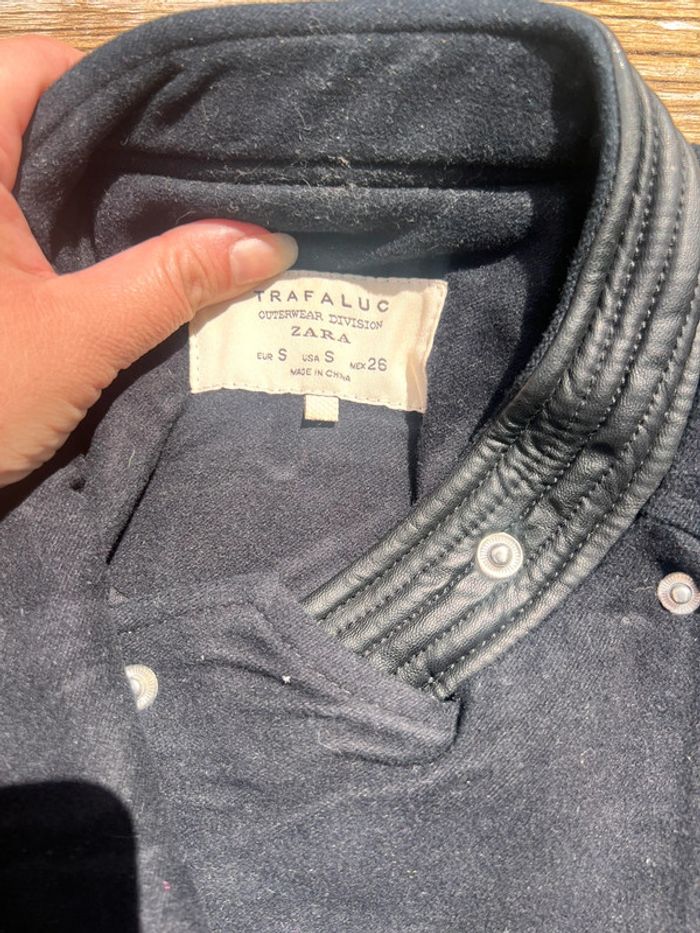 TRAFALUC
OUTERWEAR DIVISION
ZARA
EUR S USA S MEX 26
MADE IN CHINA